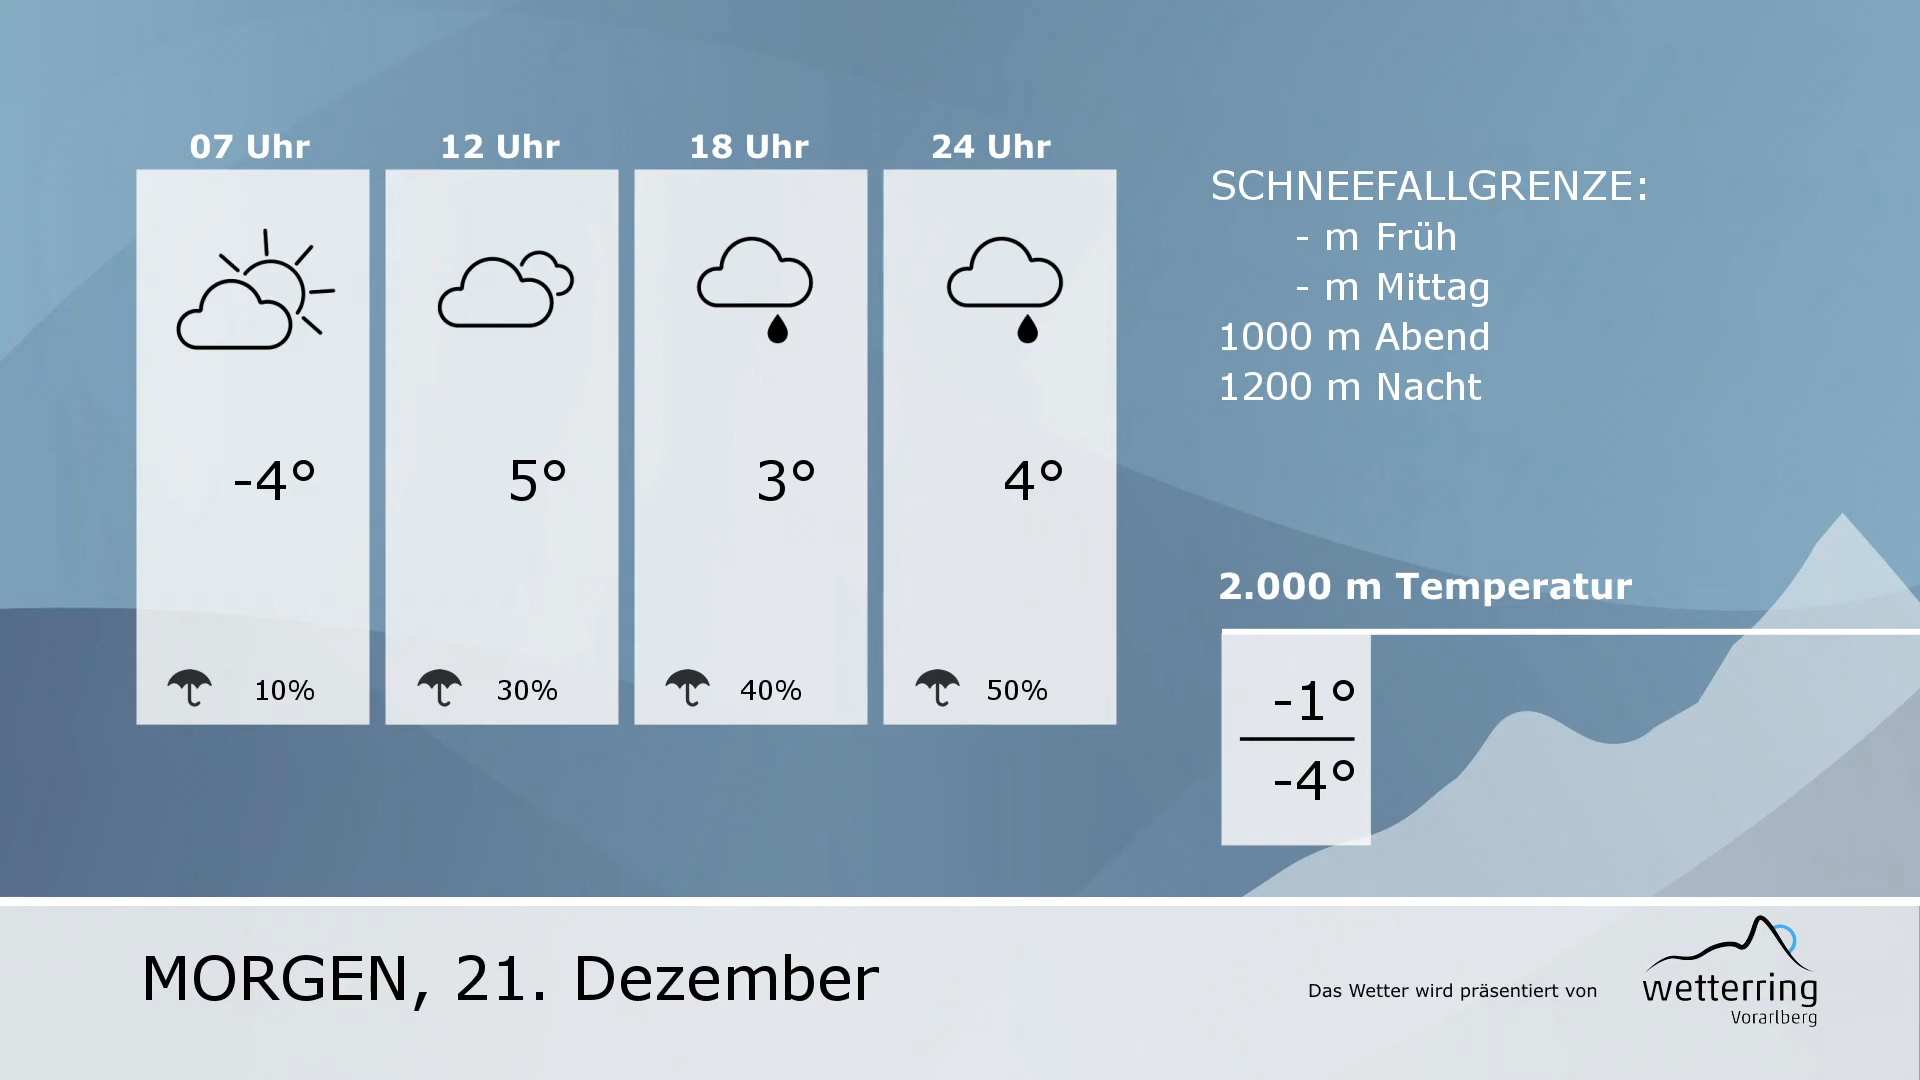 07 Uhr 12 Uhr 18 Uhr 24 Uhr
-4° 5° 3° 4°
10% 30% 40% 50%
SCHNEEFALLGRENZE:
- m Früh
- m Mittag
1000 m Abend
1200 m Nacht
2.000 m Temperatur
-1°
-4°
MORGEN, 21. Dezember
Das Wetter wird präsentiert von
wetterring
Vorarlberg